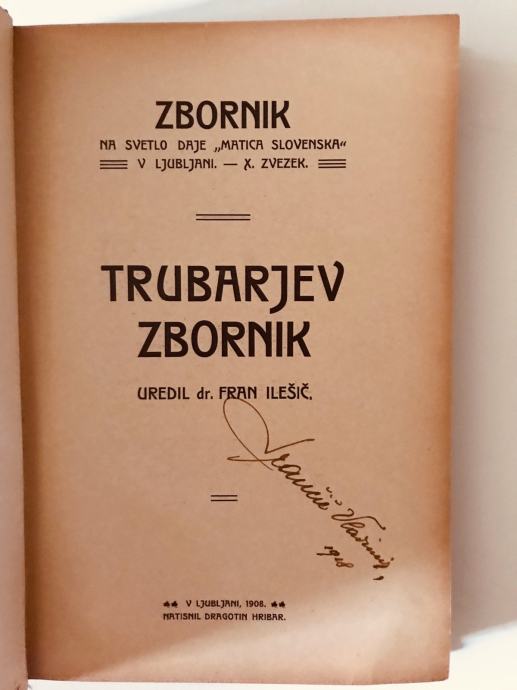 ZBORNIK
NA SVETLO DAJE „MATICA SLOVENSKA“
V LJUBLJANI. — X. ZVEZEK.
TRUBARJEV
ZBORNIK
UREDIL dr. FRAN ILEŠIČ.
1918
V LJUBLJANI, 1908.
NATISNIL DRAGOTIN HRIBAR.